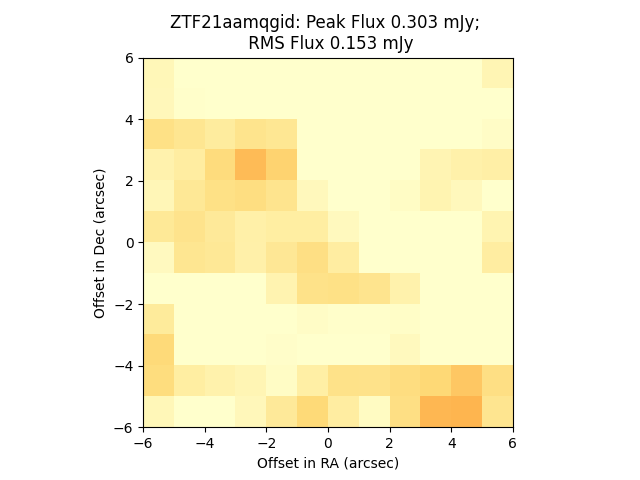 ZTF21aamqgid: Peak Flux 0.303 mJy;
RMS Flux 0.153 mJy
6
4
2
0
−2
−4
−6
Offset in Dec (arcsec)
−6 −4 −2 0 2 4 6
Offset in RA (arcsec)